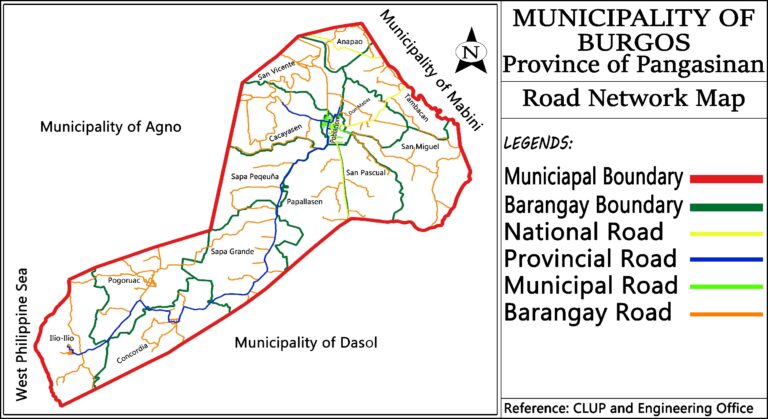 MUNICIPALITY OF
BURGOS
Province of Pangasinan
Road Network Map
LEGENDS:
Municiapal Boundary
Barangay Boundary
National Road
Provincial Road
Municipal Road
Barangay Road
Reference: CLUP and Engineering Office
N
Municipality of Mabini
Municipality of Agno
Municipality of Dasol
West Philippine Sea
Anapao
San Vicente
Tambacan
Cacayasen
Poblacion
San Miguel
San Pascual
Sapa Peqeuña
Papallasen
Sapa Grande
Pogoruac
Ilio-Ilio
Concordia